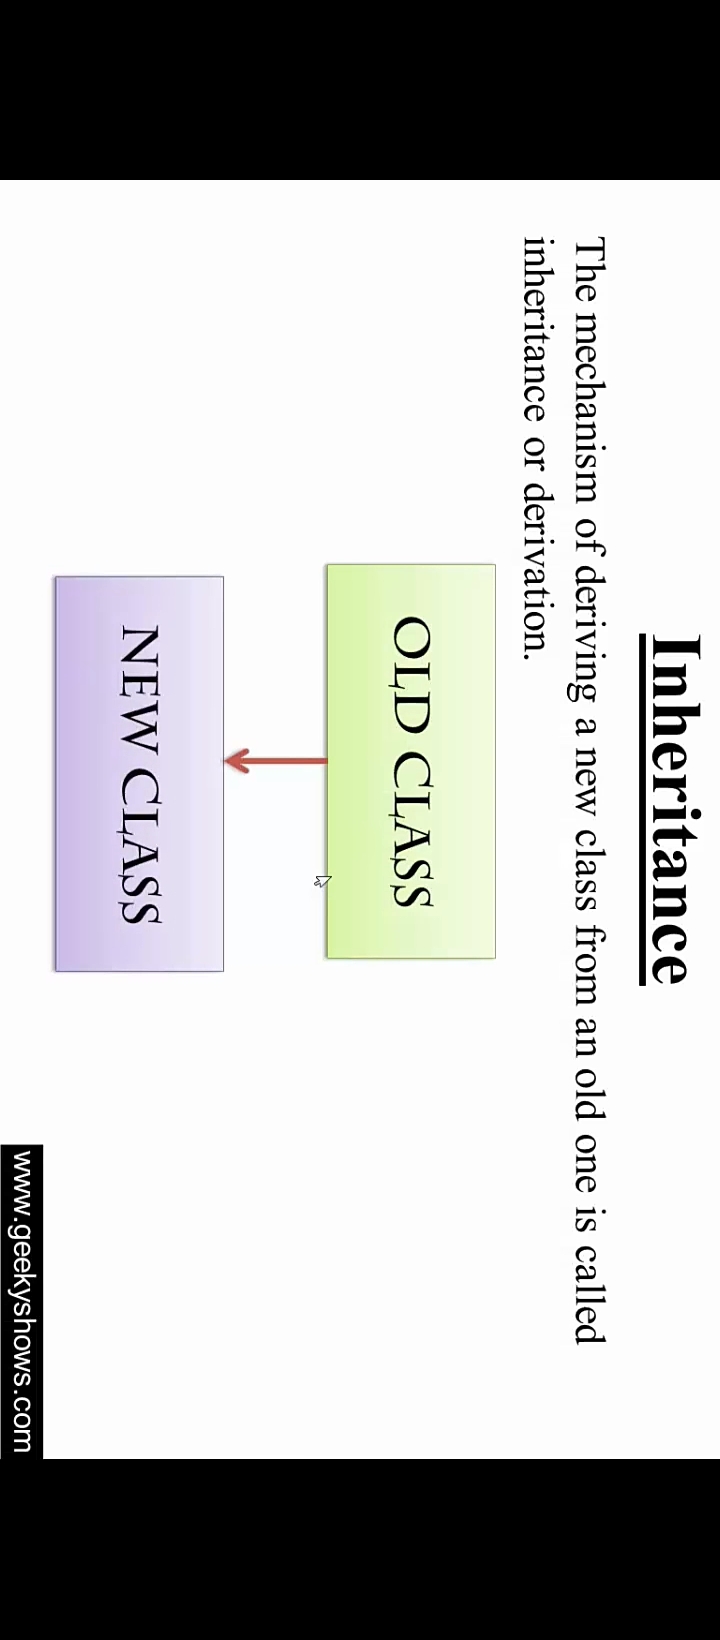 Inheritance
The mechanism of deriving a new class from an old one is called
inheritance or derivation.
OLD CLASS
NEW CLASS
www.geekyshows.com